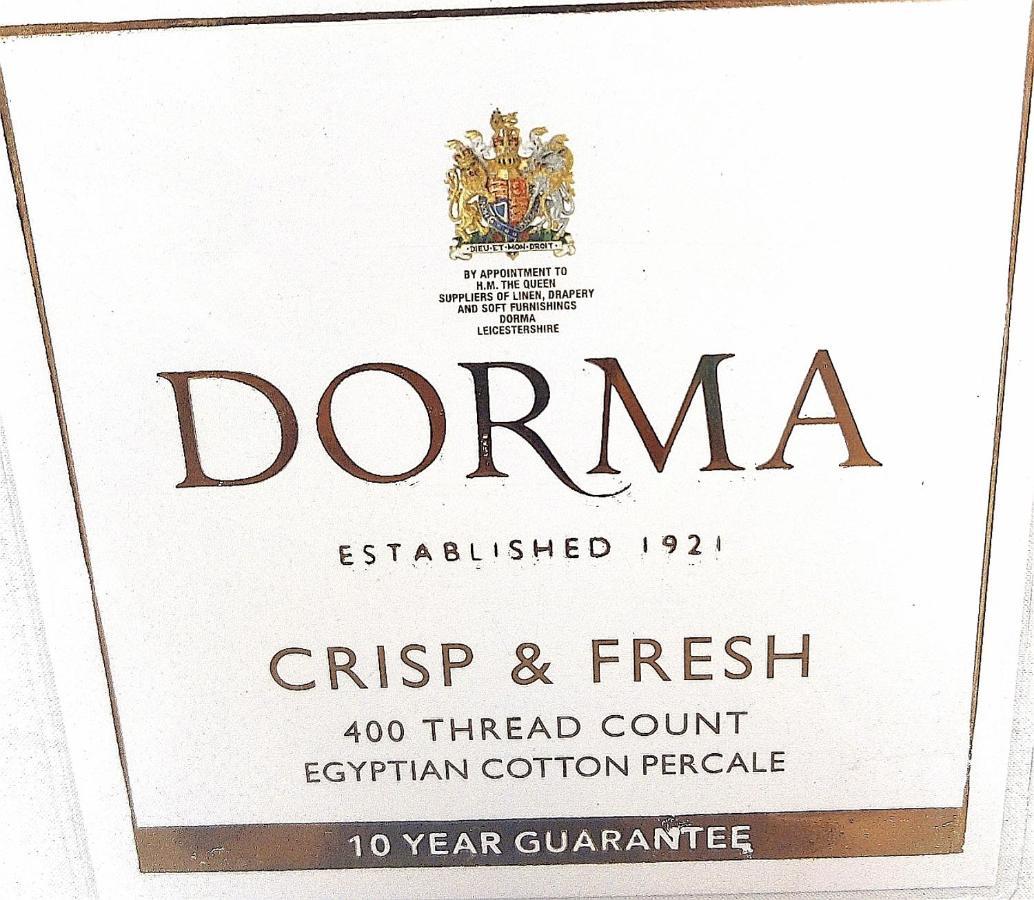 ·DIEU·ET·MON·DROIT·
BY APPOINTMENT TO
H.M. THE QUEEN
SUPPLIERS OF LINEN, DRAPERY
AND SOFT FURNISHINGS
DORMA
LEICESTERSHIRE
DORMA
ESTABLISHED 1921
CRISP & FRESH
400 THREAD COUNT
EGYPTIAN COTTON PERCALE
10 YEAR GUARANTEE